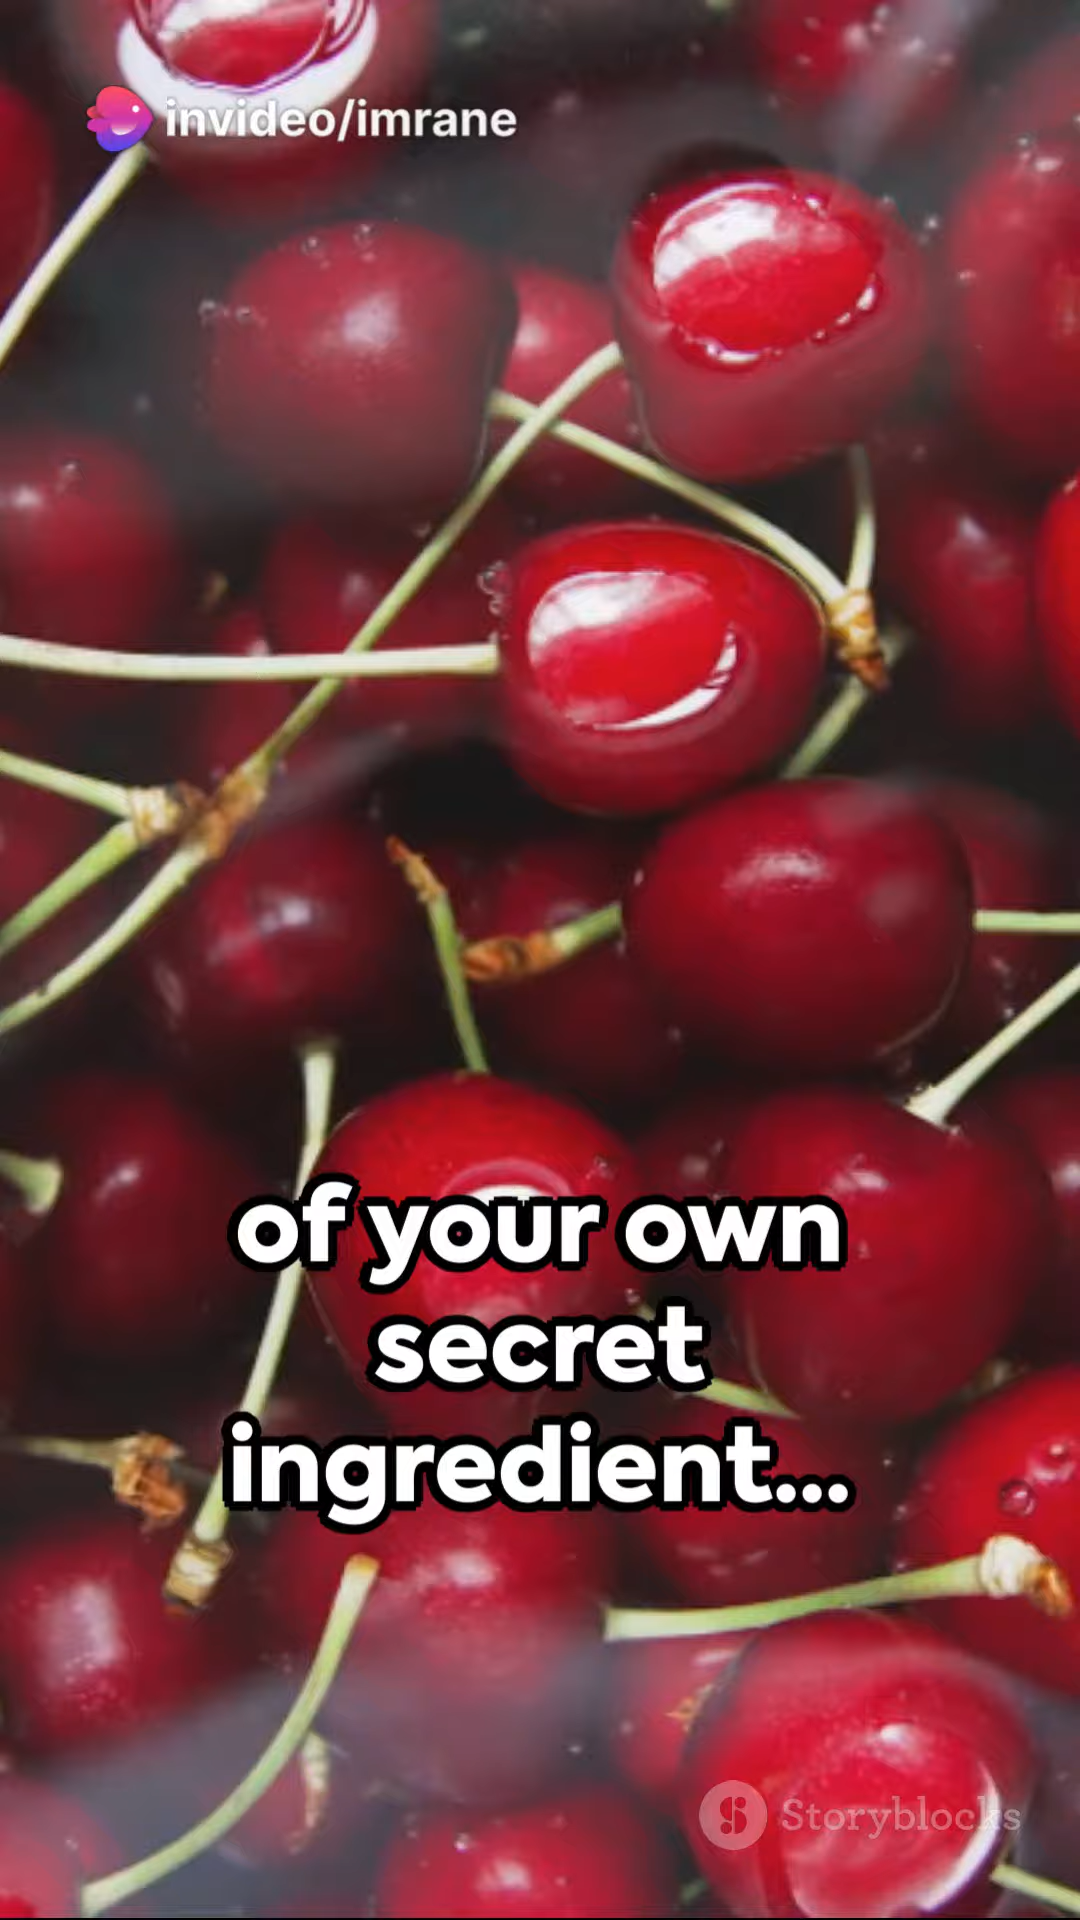 invideo/imrane
of your own
secret
ingredient...
Storyblocks